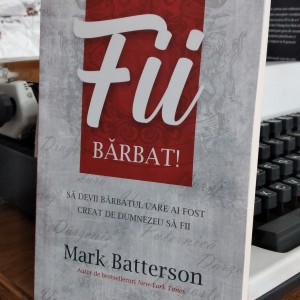 Fii
BĂRBAT!
SĂ DEVII BĂRBATUL CARE AI FOST
CREAT DE DUMNEZEU SĂ FII
Mark Batterson
Autor de bestselleruri New York Times